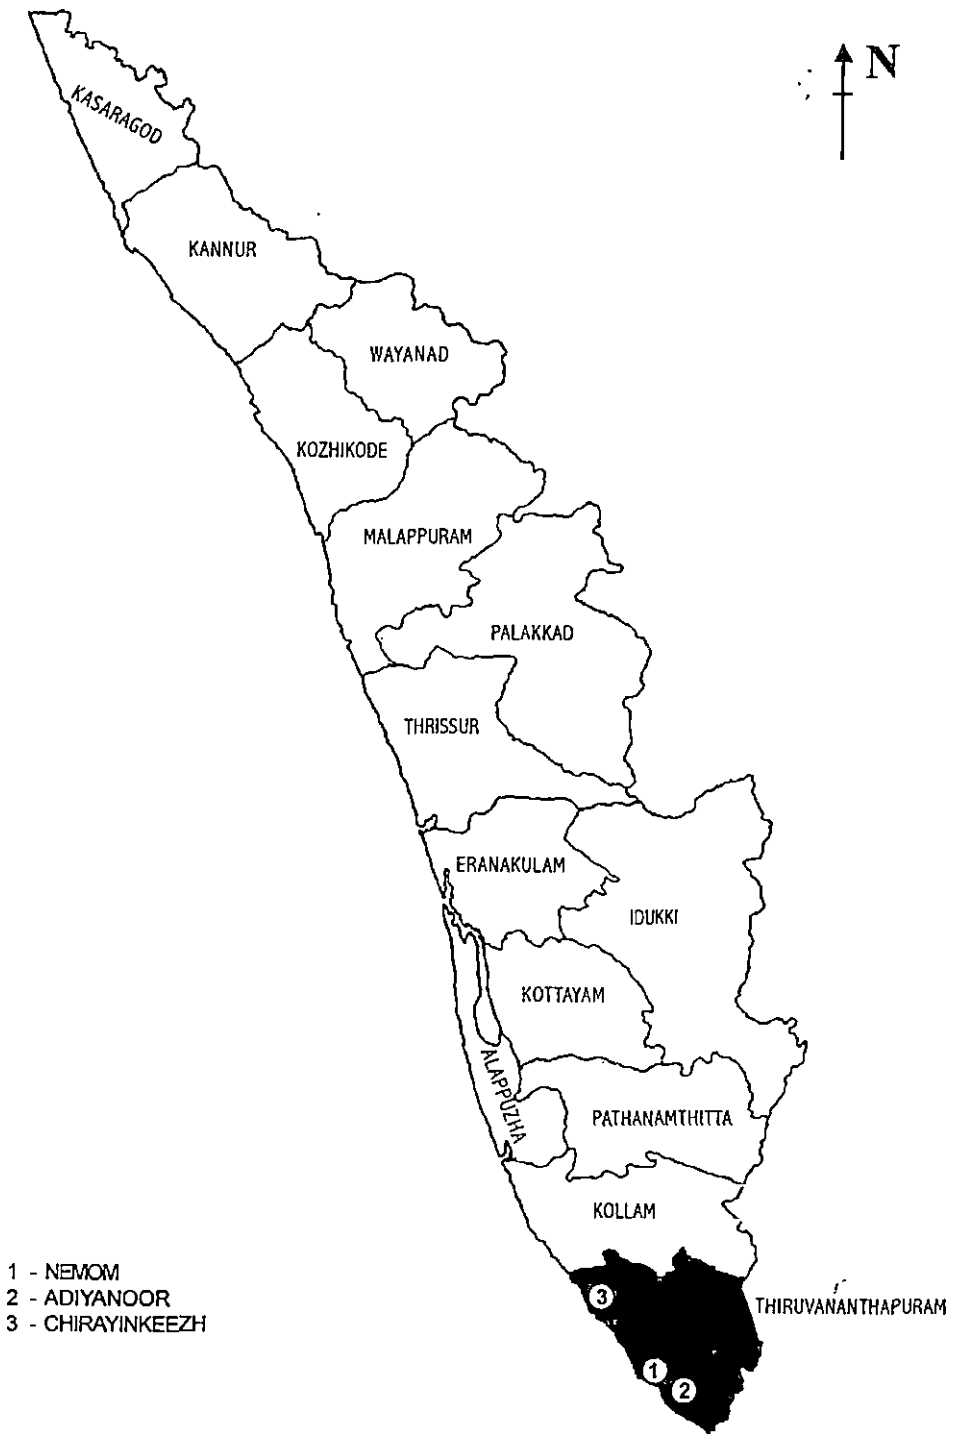 N
KASARAGOD
KANNUR
WAYANAD
KOZHIKODE
MALAPPURAM
PALAKKAD
THRISSUR
ERANAKULAM
IDUKKI
KOTTAYAM
ALAPPUZHA
PATHANAMTHITTA
KOLLAM
1 - NEMOM
2 - ADIYANOOR
3 - CHIRAYINKEEZH
3
THIRUVANANTHAPURAM
1
2